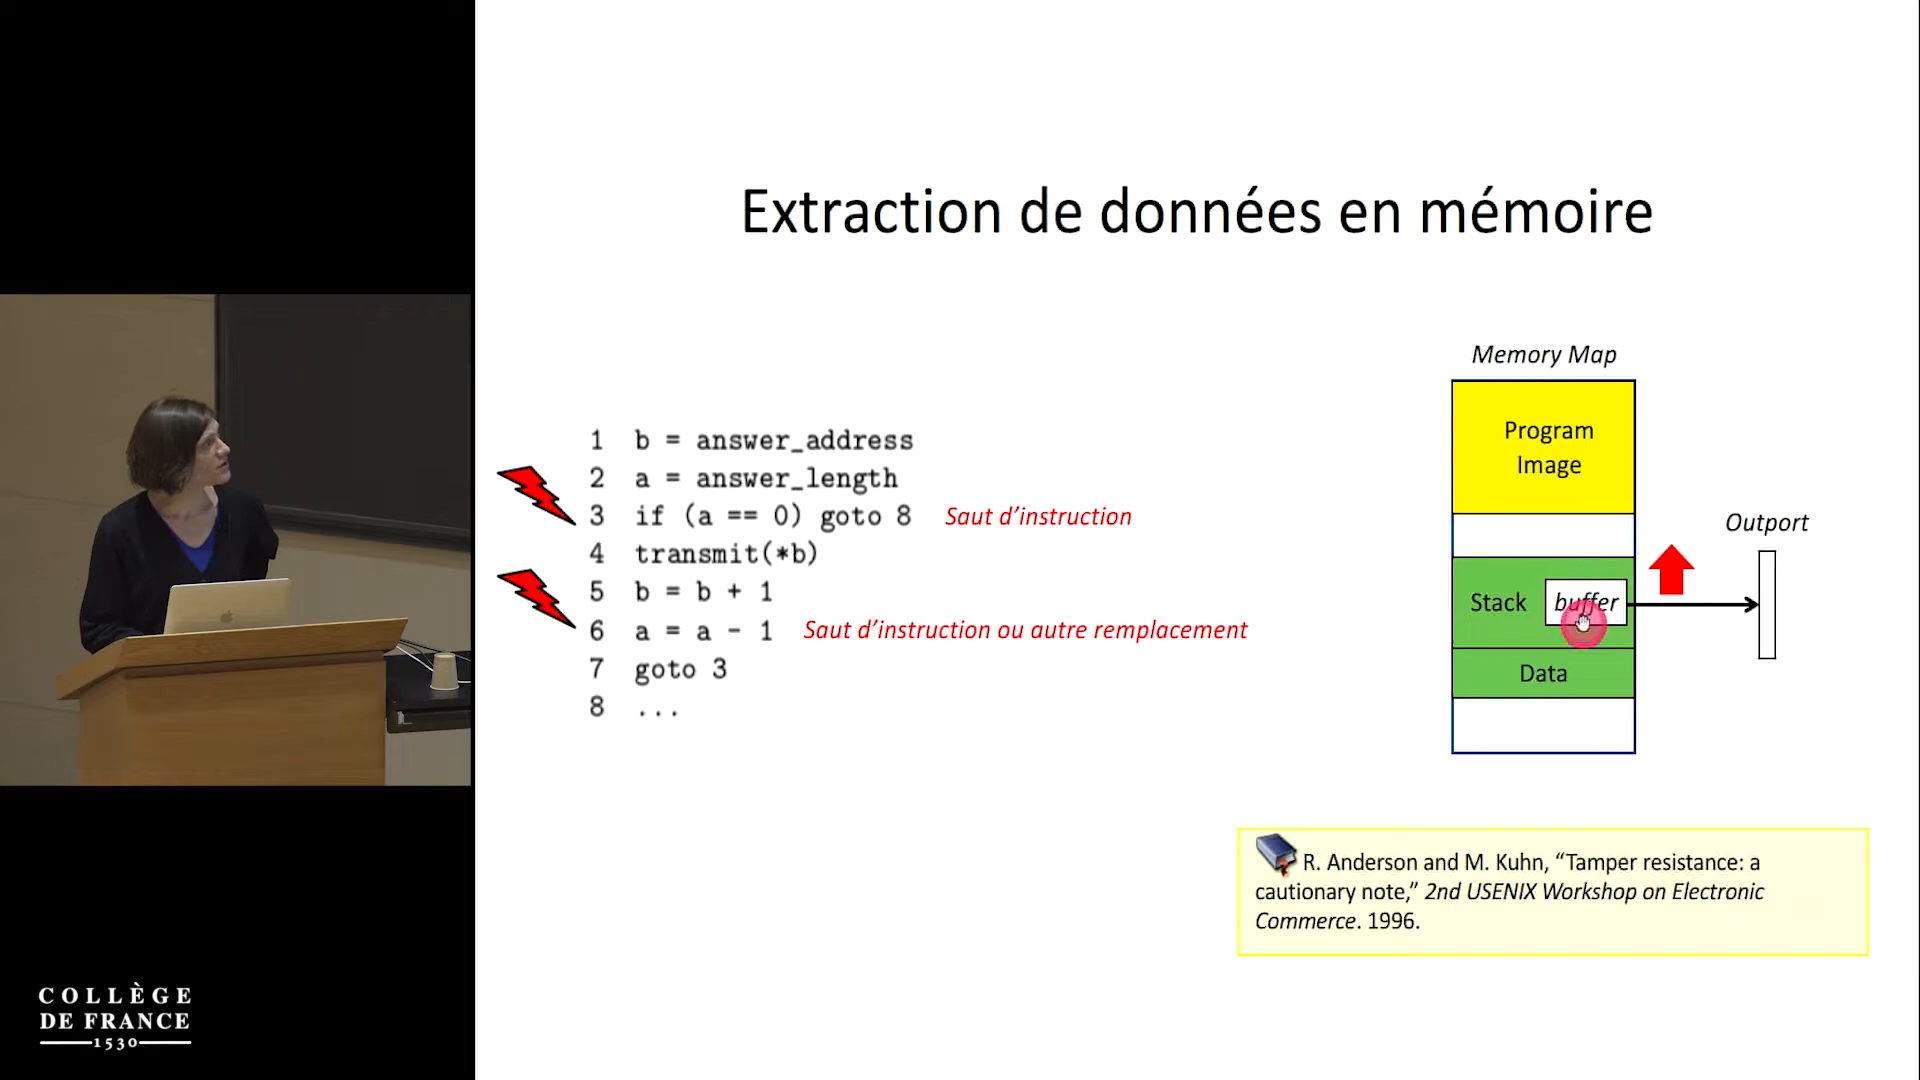 Extraction de données en mémoire
1 b = answer_address
2 a = answer_length
3 if (a == 0) goto 8 Saut d’instruction
4 transmit(*b)
5 b = b + 1
6 a = a - 1 Saut d’instruction ou autre remplacement
7 goto 3
8 ...
Memory Map
Program
Image
Stack
buffer
Data
Outport
R. Anderson and M. Kuhn, “Tamper resistance: a
cautionary note,” 2nd USENIX Workshop on Electronic
Commerce. 1996.
COLLÈGE
DE FRANCE
1530